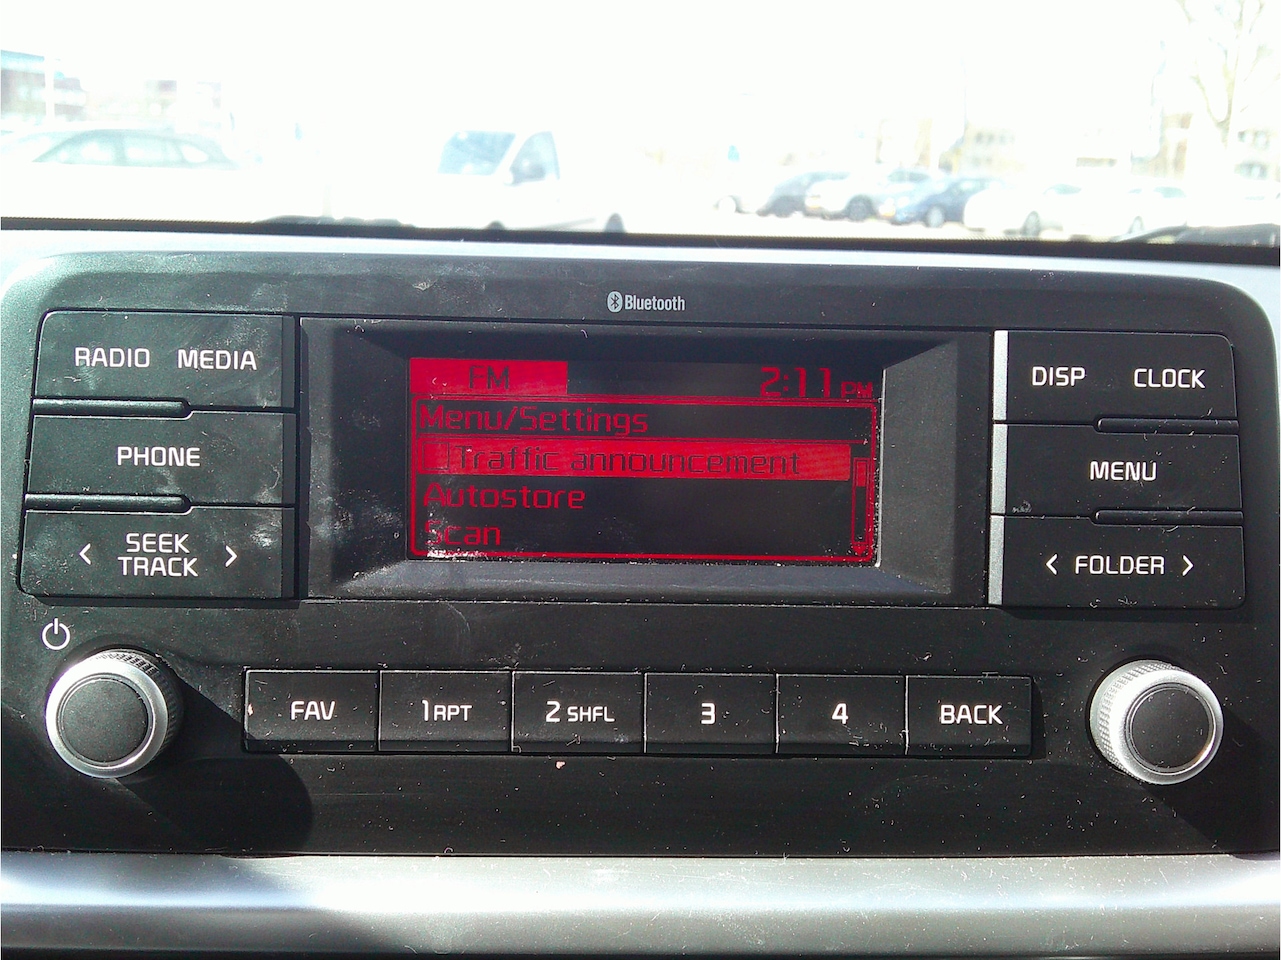 Bluetooth
RADIO MEDIA
PHONE
< SEEK TRACK >
FM 2:11 PM
Menu/Settings
Traffic announcement
Autostore
Scan
DISP CLOCK
MENU
< FOLDER >
FAV
1 RPT
2 SHFL
3
4
BACK